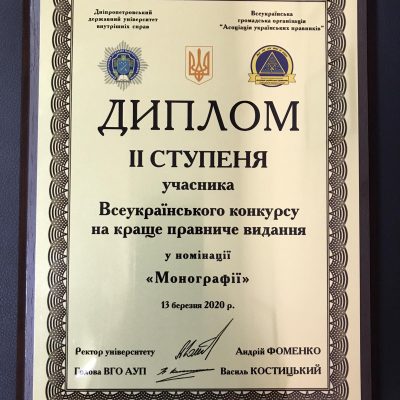 Дніпропетровський
державний університет
внутрішніх справ
Всеукраїнська
громадська організація
"Асоціація українських правників"
ДИПЛОМ
ІІ СТУПЕНЯ
учасника
Всеукраїнського конкурсу
на краще правниче видання
у номінації
«Монографії»
13 березня 2020 р.
Ректор університету Андрій ФОМЕНКО
Голова ВГО АУП Василь КОСТИЦЬКИЙ